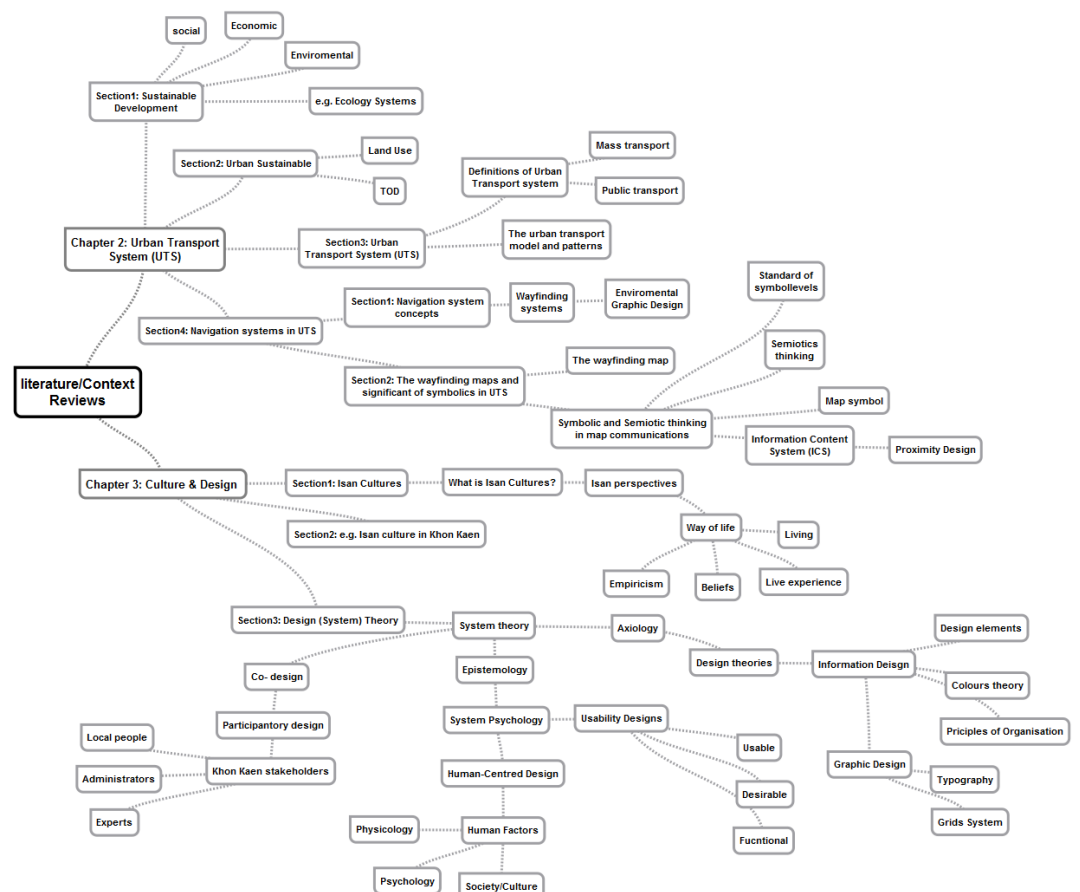 social
Economic
Enviromental
Section1: Sustainable
Development
e.g. Ecology Systems
Section2: Urban Sustainable
Land Use
TOD
Mass transport
Definitions of Urban
Transport system
Public transport
Chapter 2: Urban Transport
System (UTS)
Section3: Urban
Transport System (UTS)
The urban transport
model and patterns
Standard of
symbollevels
Section1: Navigation system
concepts
Wayfinding
systems
Enviromental
Graphic Design
Section4: Navigation systems in UTS
Semiotics
thinking
The wayfinding map
literature/Context
Reviews
Section2: The wayfinding maps and
significant of symbolics in UTS
Map symbol
Symbolic and Semiotic thinking
in map communications
Information Content
System (ICS)
Proximity Design
Chapter 3: Culture & Design
Section1: Isan Cultures
What is Isan Cultures?
Isan perspectives
Section2: e.g. Isan culture in Khon Kaen
Way of life
Living
Empiricism
Beliefs
Live experience
Section3: Design (System) Theory
System theory
Axiology
Design elements
Co- design
Epistemology
Design theories
Information Deisgn
Colours theory
Participantory design
System Psychology
Usability Designs
Priciples of Organisation
Local people
Usable
Khon Kaen stakeholders
Administrators
Human-Centred Design
Graphic Design
Typography
Desirable
Experts
Grids System
Physicology
Human Factors
Fucntional
Psychology
Society/Culture